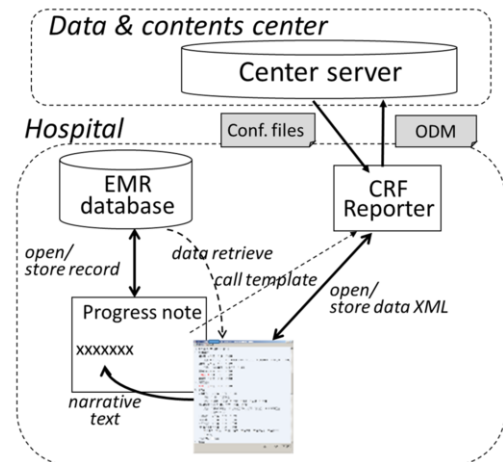 Data & contents center
Center server
Hospital
Conf. files
ODM
EMR
database
CRF
Reporter
open/
store record
data retrieve
call template
open/
store data XML
Progress note
xxxxxxx
narrative
text